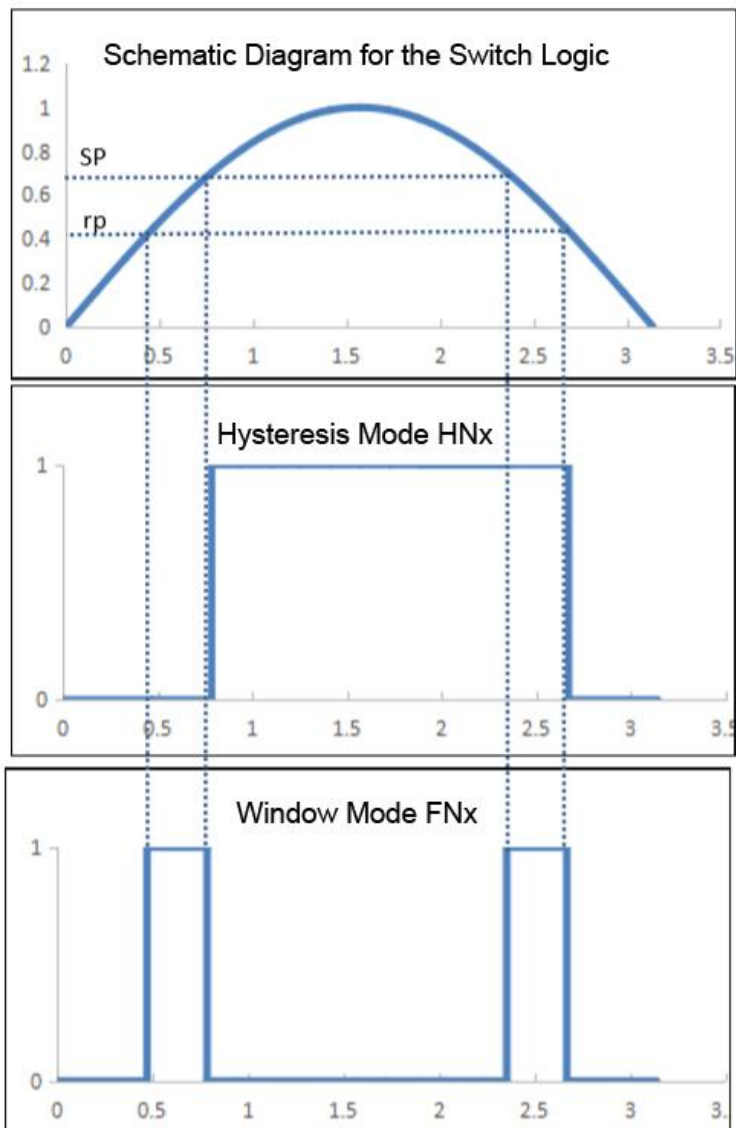 Schematic Diagram for the Switch Logic
1.2
1
0.8
SP
0.6
rp
0.4
0.2
0
0 0.5 1 1.5 2 2.5 3 3.5
Hysteresis Mode HNx
1
0
0 0.5 1 1.5 2 2.5 3 3.5
Window Mode FNx
1
0
0 0.5 1 1.5 2 2.5 3 3.